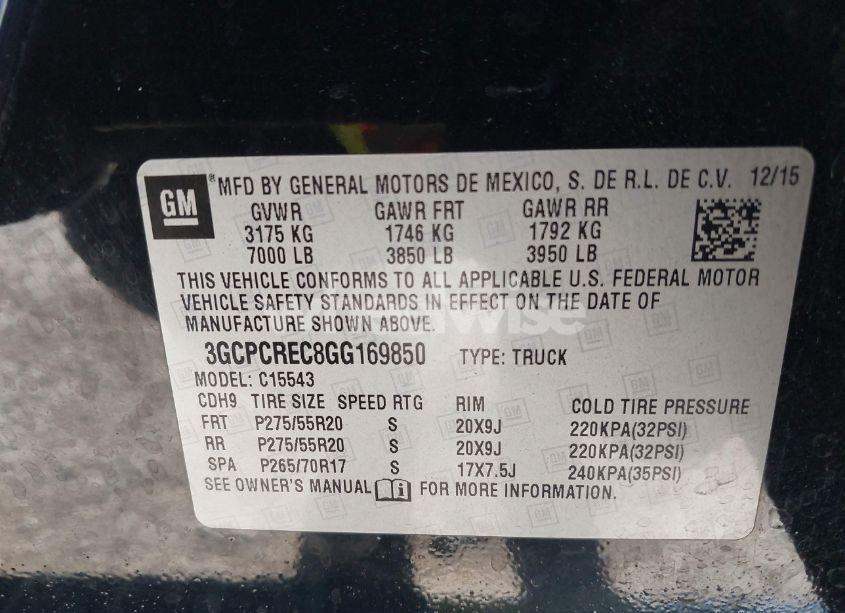 GM ® MFD BY GENERAL MOTORS DE MEXICO, S. DE R.L. DE C.V. 12/15
GVWR GAWR FRT GAWR RR
3175 KG 1746 KG 1792 KG
7000 LB 3850 LB 3950 LB
THIS VEHICLE CONFORMS TO ALL APPLICABLE U.S. FEDERAL MOTOR
VEHICLE SAFETY STANDARDS IN EFFECT ON THE DATE OF
MANUFACTURE SHOWN ABOVE.
3GCPCREC8GG169850 TYPE: TRUCK
MODEL: C15543
CDH9 TIRE SIZE SPEED RTG RIM COLD TIRE PRESSURE
FRT P275/55R20 S 20X9J 220KPA(32PSI)
RR P275/55R20 S 20X9J 220KPA(32PSI)
SPA P265/70R17 S 17X7.5J 240KPA(35PSI)
SEE OWNER'S MANUAL FOR MORE INFORMATION.